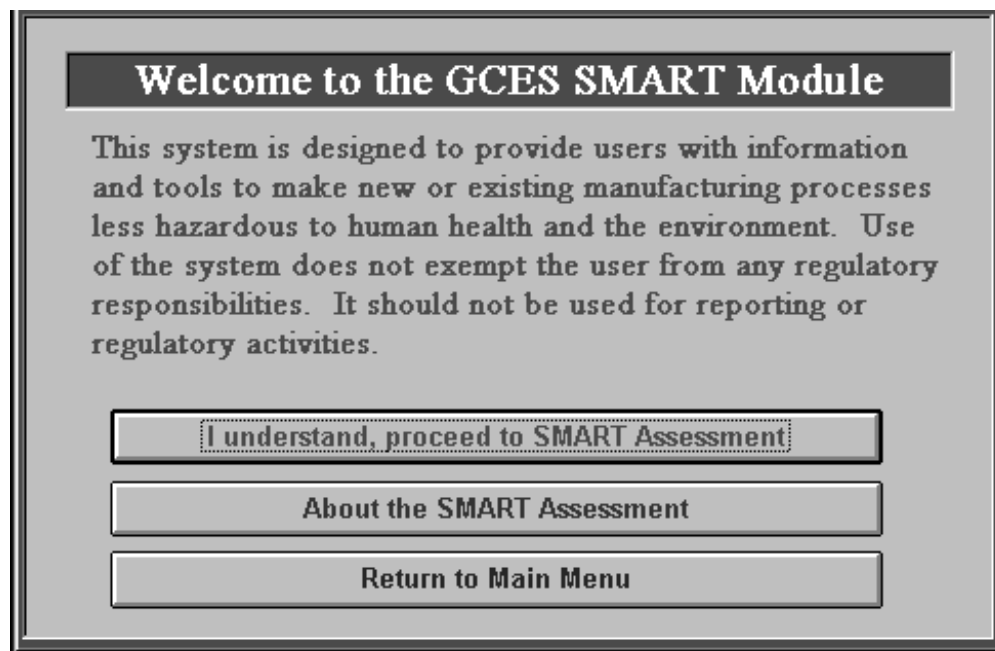 Welcome to the GCES SMART Module
This system is designed to provide users with information
and tools to make new or existing manufacturing processes
less hazardous to human health and the environment.  Use
of the system does not exempt the user from any regulatory
responsibilities.  It should not be used for reporting or
regulatory activities.
I understand, proceed to SMART Assessment
About the SMART Assessment
Return to Main Menu